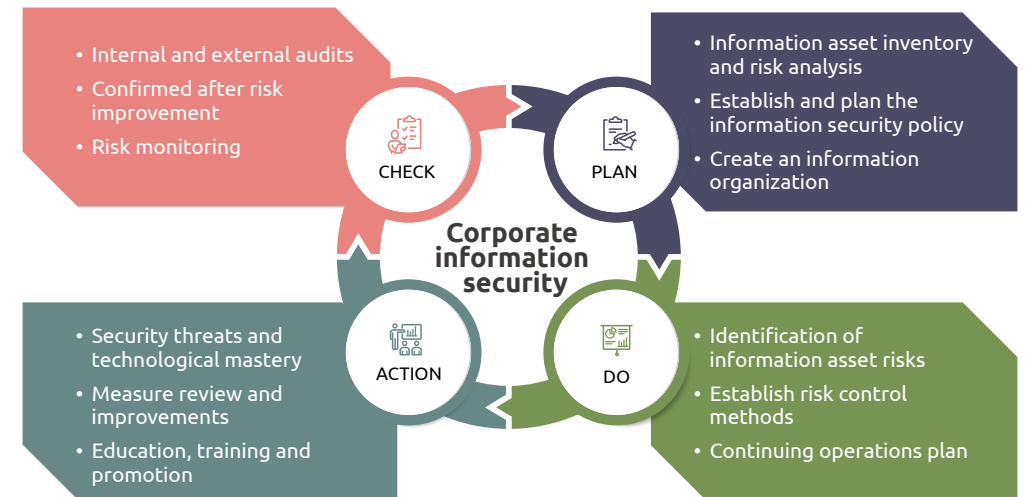 • Internal and external audits
• Confirmed after risk
improvement
• Risk monitoring
CHECK
• Information asset inventory
and risk analysis
• Establish and plan the
information security policy
• Create an information
organization
PLAN
Corporate
information
security
• Security threats and
technological mastery
• Measure review and
improvements
• Education, training and
promotion
ACTION
• Identification of
information asset risks
• Establish risk control
methods
• Continuing operations plan
DO